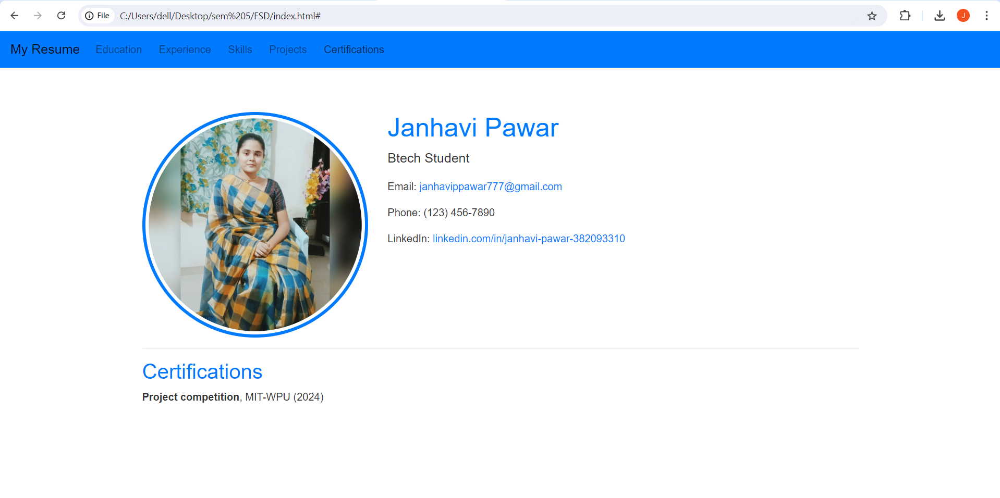 File C:/Users/dell/Desktop/sem%205/FSD/index.html# J
My Resume Education Experience Skills Projects Certifications
Janhavi Pawar
Btech Student
Email: janhavippawar777@gmail.com
Phone: (123) 456-7890
LinkedIn: linkedin.com/in/janhavi-pawar-382093310
Certifications
Project competition, MIT-WPU (2024)